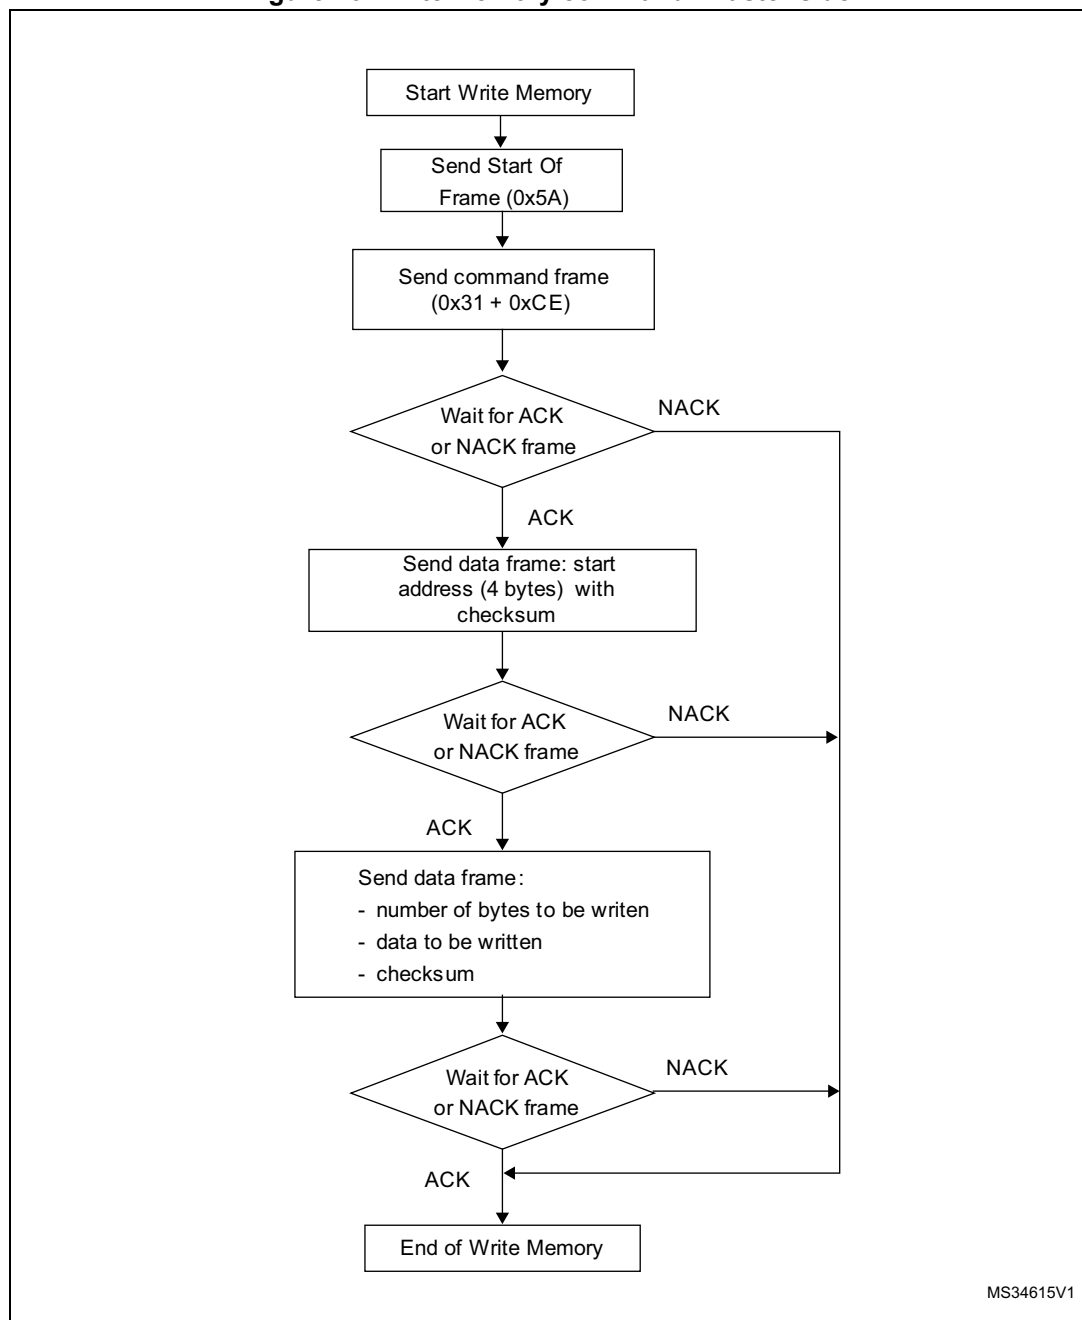 Start Write Memory
Send Start Of
Frame (0x5A)
Send command frame
(0x31 + 0xCE)
Wait for ACK
or NACK frame
NACK
ACK
Send data frame: start
address (4 bytes) with
checksum
Wait for ACK
or NACK frame
NACK
ACK
Send data frame:
- number of bytes to be writen
- data to be written
- checksum
Wait for ACK
or NACK frame
NACK
ACK
End of Write Memory
MS34615V1